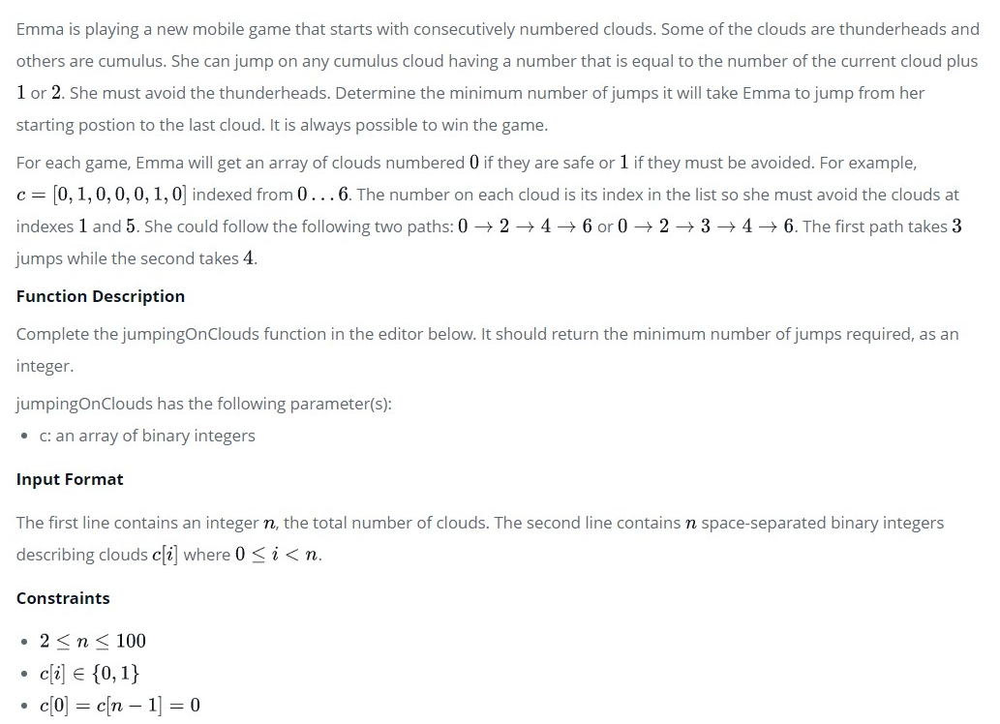 Emma is playing a new mobile game that starts with consecutively numbered clouds. Some of the clouds are thunderheads and
others are cumulus. She can jump on any cumulus cloud having a number that is equal to the number of the current cloud plus
1 or 2. She must avoid the thunderheads. Determine the minimum number of jumps it will take Emma to jump from her
starting postion to the last cloud. It is always possible to win the game.
For each game, Emma will get an array of clouds numbered 0 if they are safe or 1 if they must be avoided. For example,
c = [0, 1, 0, 0, 0, 1, 0] indexed from 0 . . . 6. The number on each cloud is its index in the list so she must avoid the clouds at
indexes 1 and 5. She could follow the following two paths: 0 → 2 → 4 → 6 or 0 → 2 → 3 → 4 → 6. The first path takes 3
jumps while the second takes 4.
Function Description
Complete the jumpingOnClouds function in the editor below. It should return the minimum number of jumps required, as an
integer.
jumpingOnClouds has the following parameter(s):
• c: an array of binary integers
Input Format
The first line contains an integer n, the total number of clouds. The second line contains n space-separated binary integers
describing clouds c[i] where 0 ≤ i < n.
Constraints
• 2 ≤ n ≤ 100
• c[i] ∈ {0, 1}
• c[0] = c[n − 1] = 0